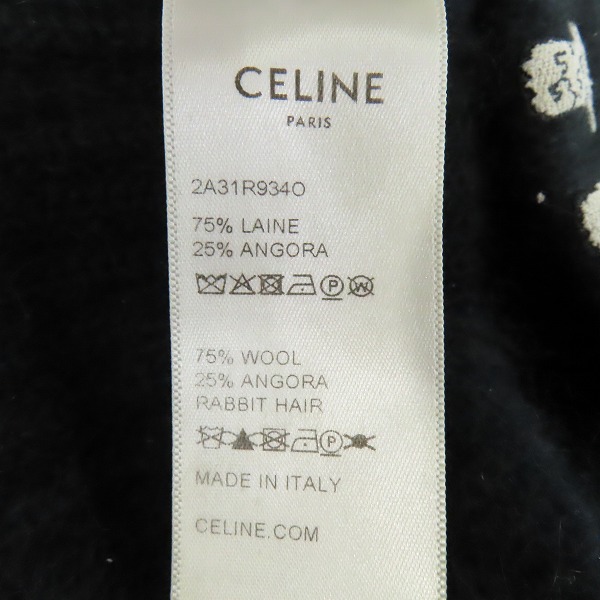 CELINE
PARIS
2A31R934O
75% LAINE
25% ANGORA
P W
75% WOOL
25% ANGORA
RABBIT HAIR
P
MADE IN ITALY
CELINE.COM